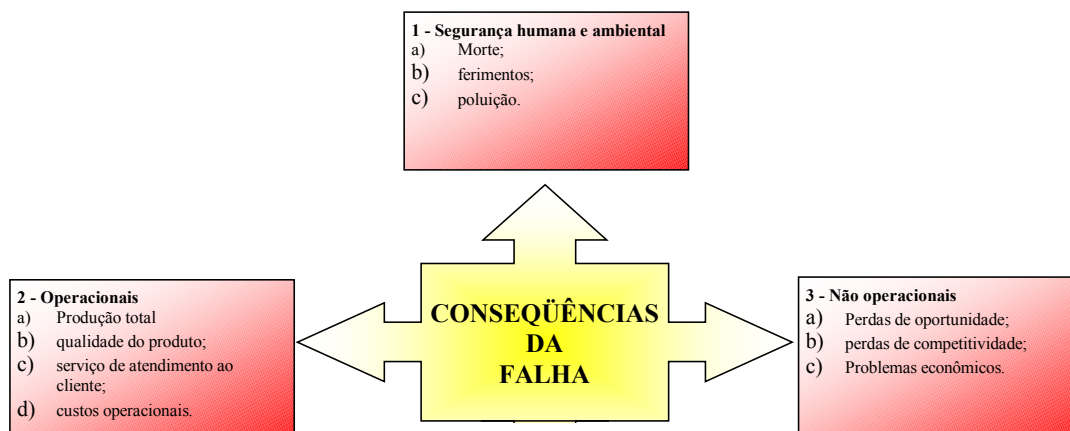 1 - Segurança humana e ambiental
a) Morte;
b) ferimentos;
c) poluição.
2 - Operacionais
a) Produção total
b) qualidade do produto;
c) serviço de atendimento ao
cliente;
d) custos operacionais.
CONSEQÜÊNCIAS
DA
FALHA
3 - Não operacionais
a) Perdas de oportunidade;
b) perdas de competitividade;
c) Problemas econômicos.